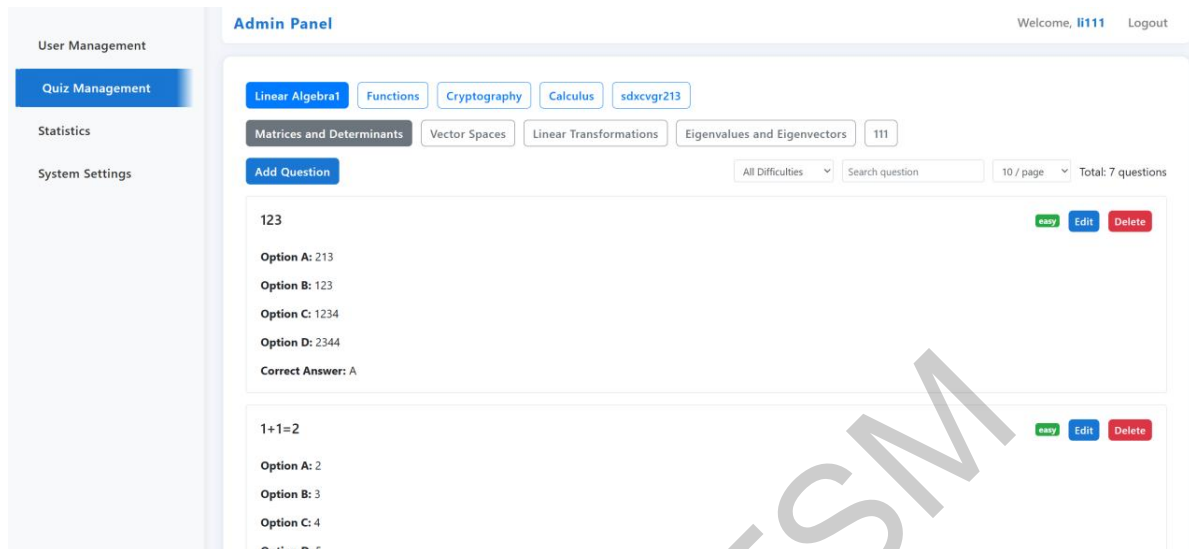 Admin Panel
Welcome, li111 Logout
User Management
Quiz Management
Statistics
System Settings
Linear Algebra1 Functions Cryptography Calculus sdxcvgr213
Matrices and Determinants Vector Spaces Linear Transformations Eigenvalues and Eigenvectors 111
Add Question All Difficulties Search question 10 / page Total: 7 questions
123 easy Edit Delete
Option A: 213
Option B: 123
Option C: 1234
Option D: 2344
Correct Answer: A
1+1=2 easy Edit Delete
Option A: 2
Option B: 3
Option C: 4